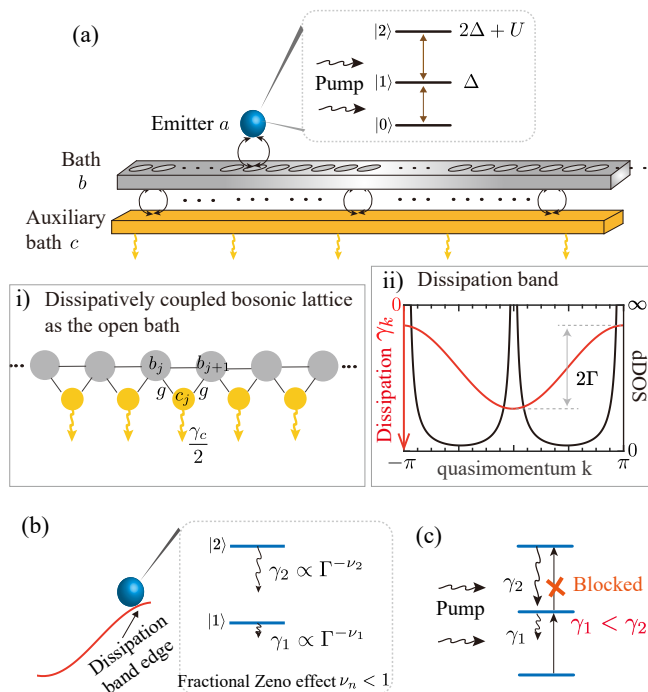 (a)
|2⟩ 2Δ + U
Pump |1⟩ Δ
|0⟩
Emitter a
Bath
b
Auxiliary
bath c
i) Dissipatively coupled bosonic lattice
as the open bath
b_j b_{j+1}
g c_j g
γ_c/2
ii) Dissipation band
0 ∞
Dissipation γ_k
2Γ
dDOS
0
−π quasimomentum k π
(b)
|2⟩
γ_2 ∝ Γ^{−ν_2}
|1⟩
γ_1 ∝ Γ^{−ν_1}
Dissipation
band edge
Fractional Zeno effect ν_n < 1
(c)
γ_2 Blocked
Pump
γ_1 γ_1 < γ_2